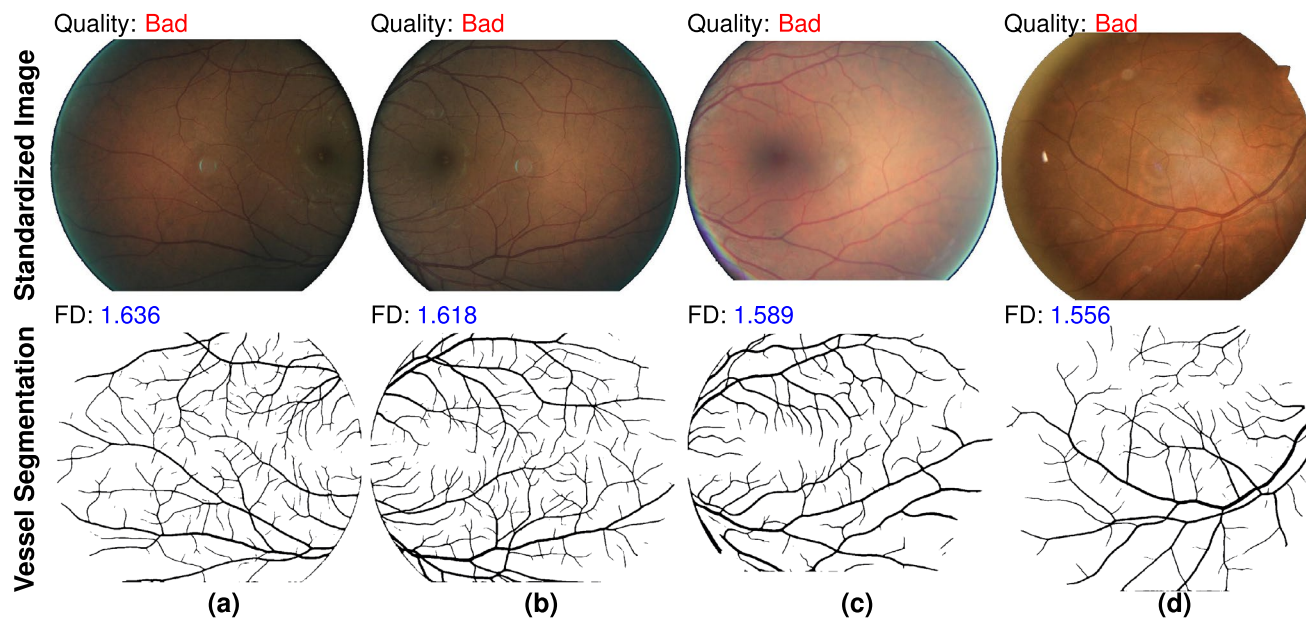 Quality: Bad Quality: Bad Quality: Bad Quality: Bad
Standardized Image
FD: 1.636 FD: 1.618 FD: 1.589 FD: 1.556
Vessel Segmentation
(a) (b) (c) (d)